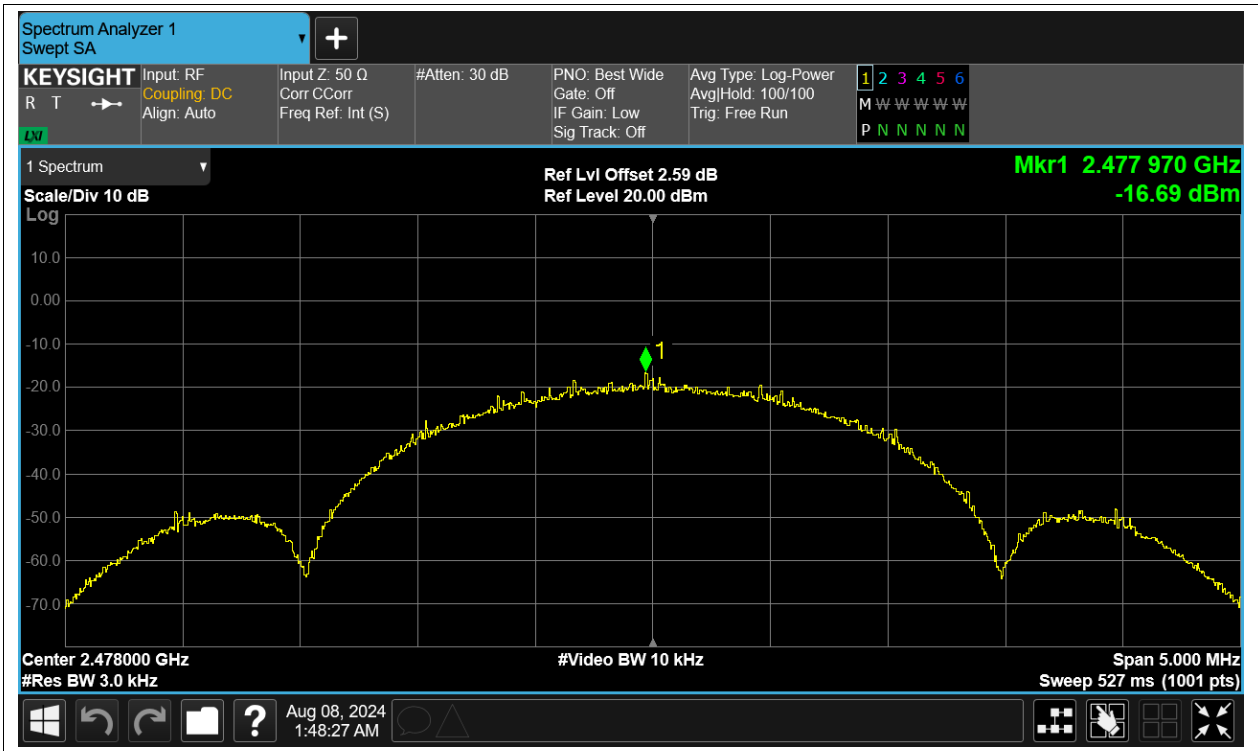 Spectrum Analyzer 1
Swept SA
KEYSIGHT
R T
LXI
Input: RF
Coupling: DC
Align: Auto
Input Z: 50 Ω
Corr CCorr
Freq Ref: Int (S)
#Atten: 30 dB
PNO: Best Wide
Gate: Off
IF Gain: Low
Sig Track: Off
Avg Type: Log-Power
Avg|Hold: 100/100
Trig: Free Run
1 2 3 4 5 6
M W W W W W
P N N N N N
1 Spectrum
Scale/Div 10 dB
Log
Ref Lvl Offset 2.59 dB
Ref Level 20.00 dBm
Mkr1 2.477 970 GHz
-16.69 dBm
10.0
0.00
-10.0
1
-20.0
-30.0
-40.0
-50.0
-60.0
-70.0
Center 2.478000 GHz
#Res BW 3.0 kHz
#Video BW 10 kHz
Span 5.000 MHz
Sweep 527 ms (1001 pts)
?
Aug 08, 2024
1:48:27 AM